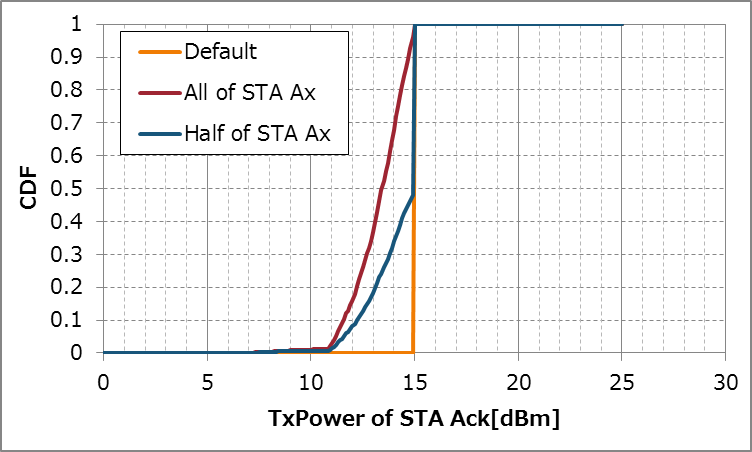 1
0.9
0.8
0.7
0.6
0.5
0.4
0.3
0.2
0.1
0
CDF
Default
All of STA Ax
Half of STA Ax
0 5 10 15 20 25 30
TxPower of STA Ack[dBm]